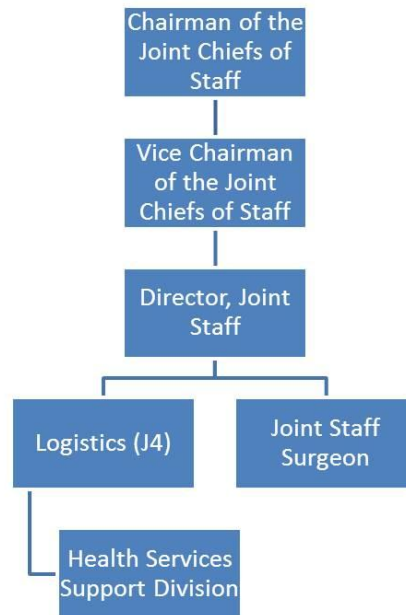 Chairman of the
Joint Chiefs of
Staff
Vice Chairman
of the Joint
Chiefs of Staff
Director, Joint
Staff
Logistics (J4)
Joint Staff
Surgeon
Health Services
Support Division